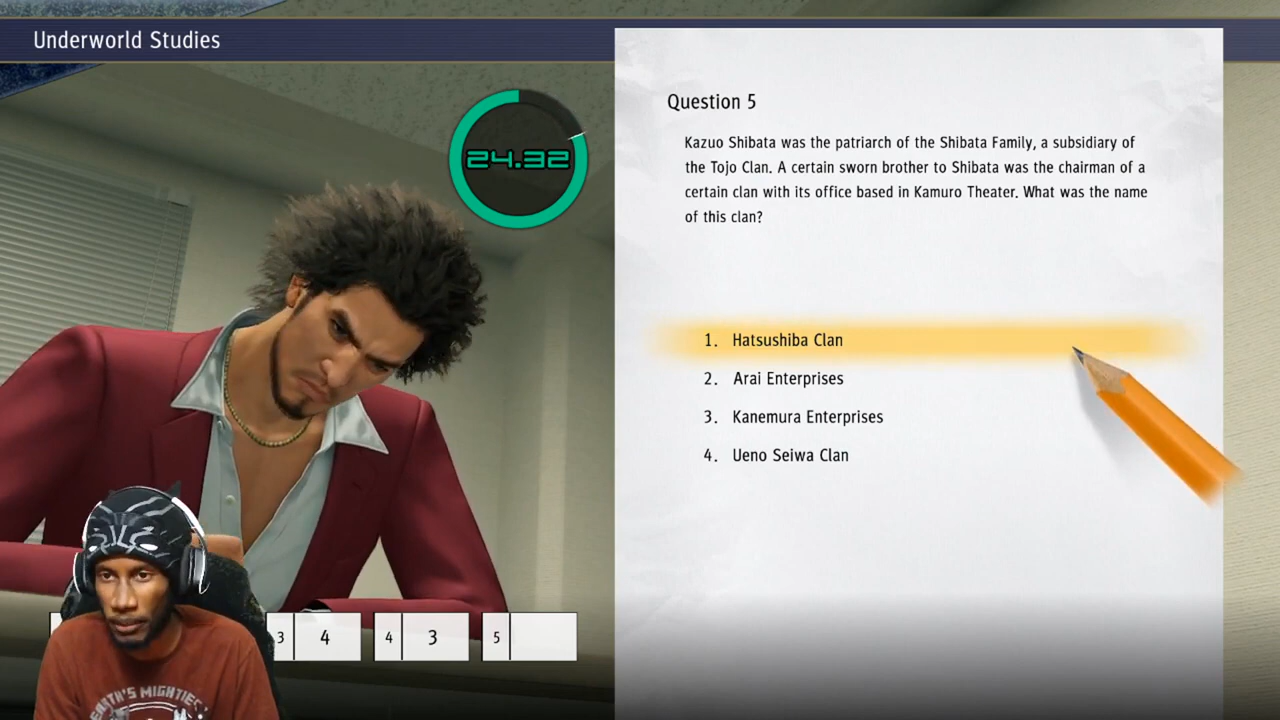 Underworld Studies
24.32
Question 5
Kazuo Shibata was the patriarch of the Shibata Family, a subsidiary of
the Tojo Clan. A certain sworn brother to Shibata was the chairman of a
certain clan with its office based in Kamuro Theater. What was the name
of this clan?
1. Hatsushiba Clan
2. Arai Enterprises
3. Kanemura Enterprises
4. Ueno Seiwa Clan
3 4
4 3
5
EARTH'S MIGHTIES